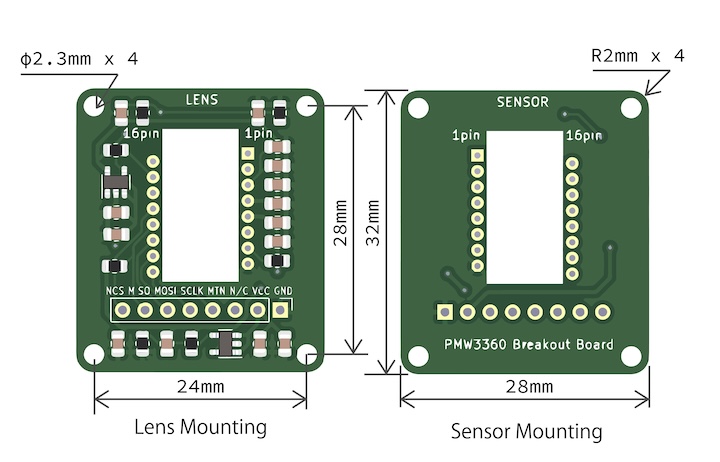 φ2.3mm x 4
R2mm x 4
LENS
16pin
1pin
NCS M SO MOSI SCLK MTN N/C VCC GND
28mm
32mm
SENSOR
1pin
16pin
PMW3360 Breakout Board
24mm
28mm
Lens Mounting
Sensor Mounting